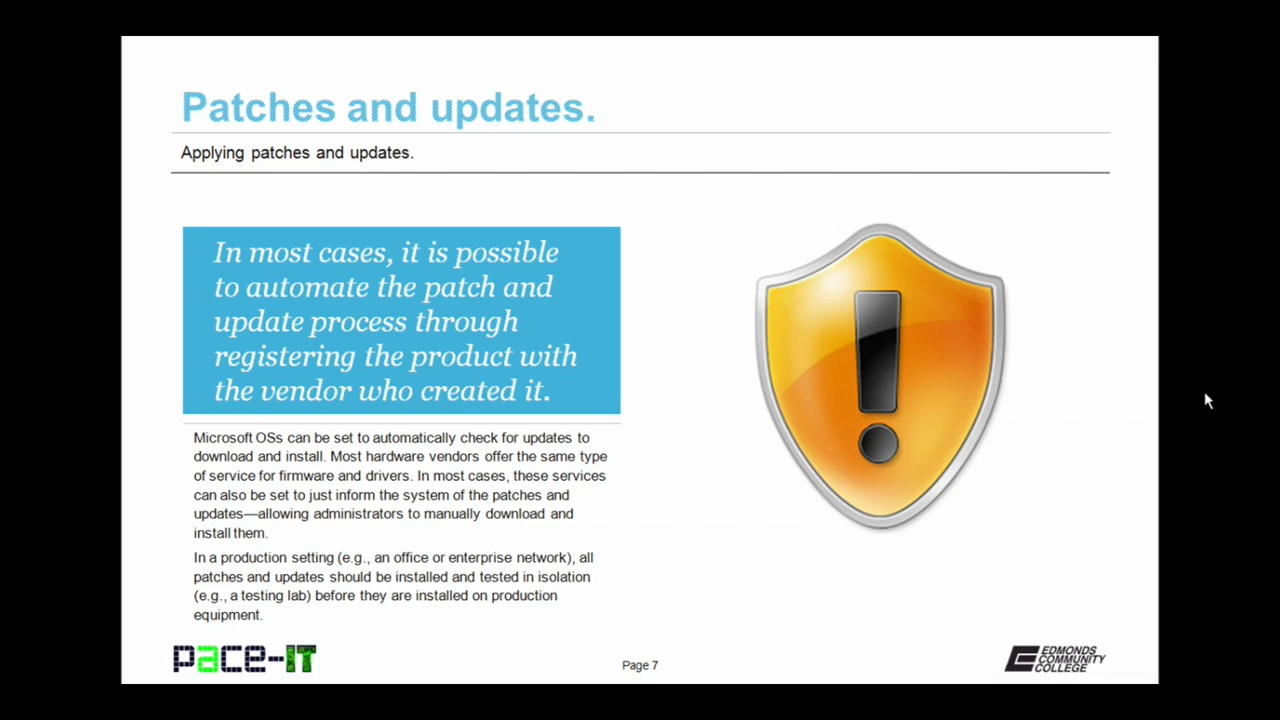 Patches and updates.
Applying patches and updates.
In most cases, it is possible
to automate the patch and
update process through
registering the product with
the vendor who created it.
Microsoft OSs can be set to automatically check for updates to
download and install. Most hardware vendors offer the same type
of service for firmware and drivers. In most cases, these services
can also be set to just inform the system of the patches and
updates—allowing administrators to manually download and
install them.
In a production setting (e.g., an office or enterprise network), all
patches and updates should be installed and tested in isolation
(e.g., a testing lab) before they are installed on production
equipment.
pace-IT
Page 7
EDMONDS
COMMUNITY
COLLEGE